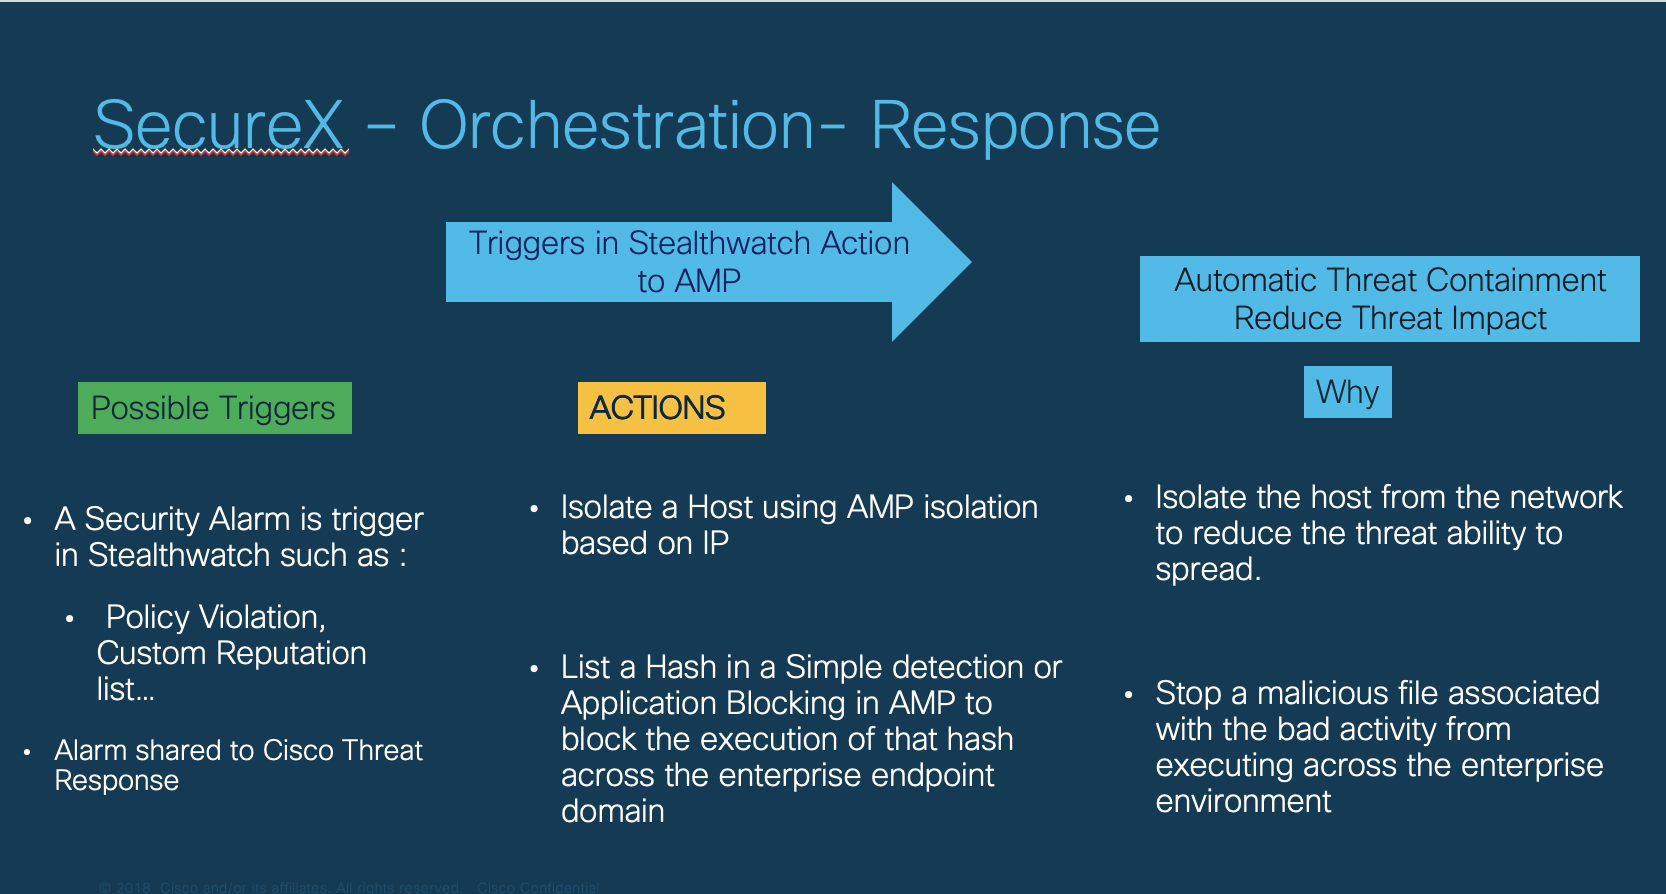 SecureX – Orchestration- Response
Triggers in Stealthwatch Action
to AMP
Automatic Threat Containment
Reduce Threat Impact
Possible Triggers
ACTIONS
Why
• A Security Alarm is trigger
in Stealthwatch such as :
• Policy Violation,
Custom Reputation
list...
• Alarm shared to Cisco Threat
Response
• Isolate a Host using AMP isolation
based on IP
• List a Hash in a Simple detection or
Application Blocking in AMP to
block the execution of that hash
across the enterprise endpoint
domain
• Isolate the host from the network
to reduce the threat ability to
spread.
• Stop a malicious file associated
with the bad activity from
executing across the enterprise
environment
© 2018 Cisco and/or its affiliates. All rights reserved. Cisco Confidential